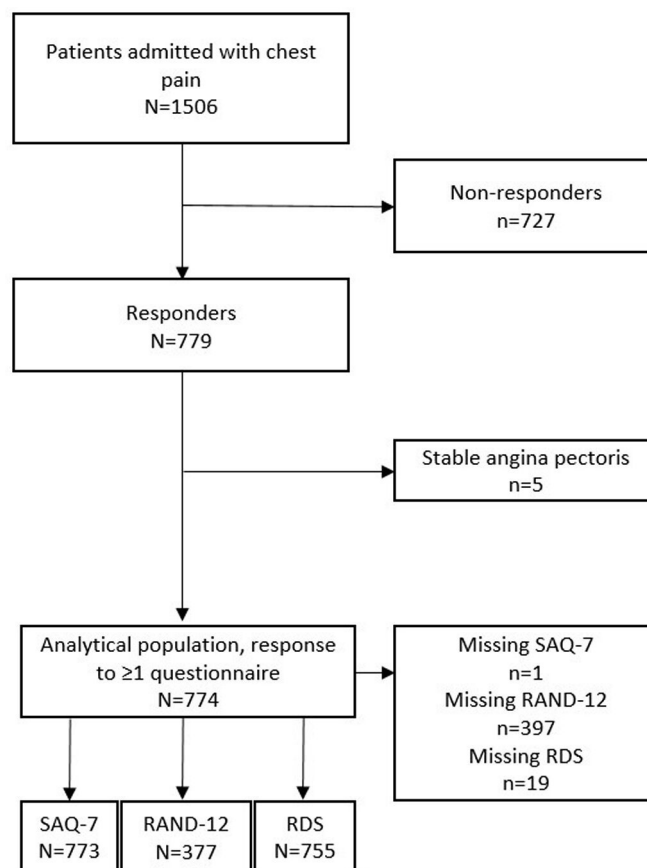 Patients admitted with chest
pain
N=1506
Non-responders
n=727
Responders
N=779
Stable angina pectoris
n=5
Analytical population, response
to ≥1 questionnaire
N=774
Missing SAQ-7
n=1
Missing RAND-12
n=397
Missing RDS
n=19
SAQ-7
N=773
RAND-12
N=377
RDS
N=755